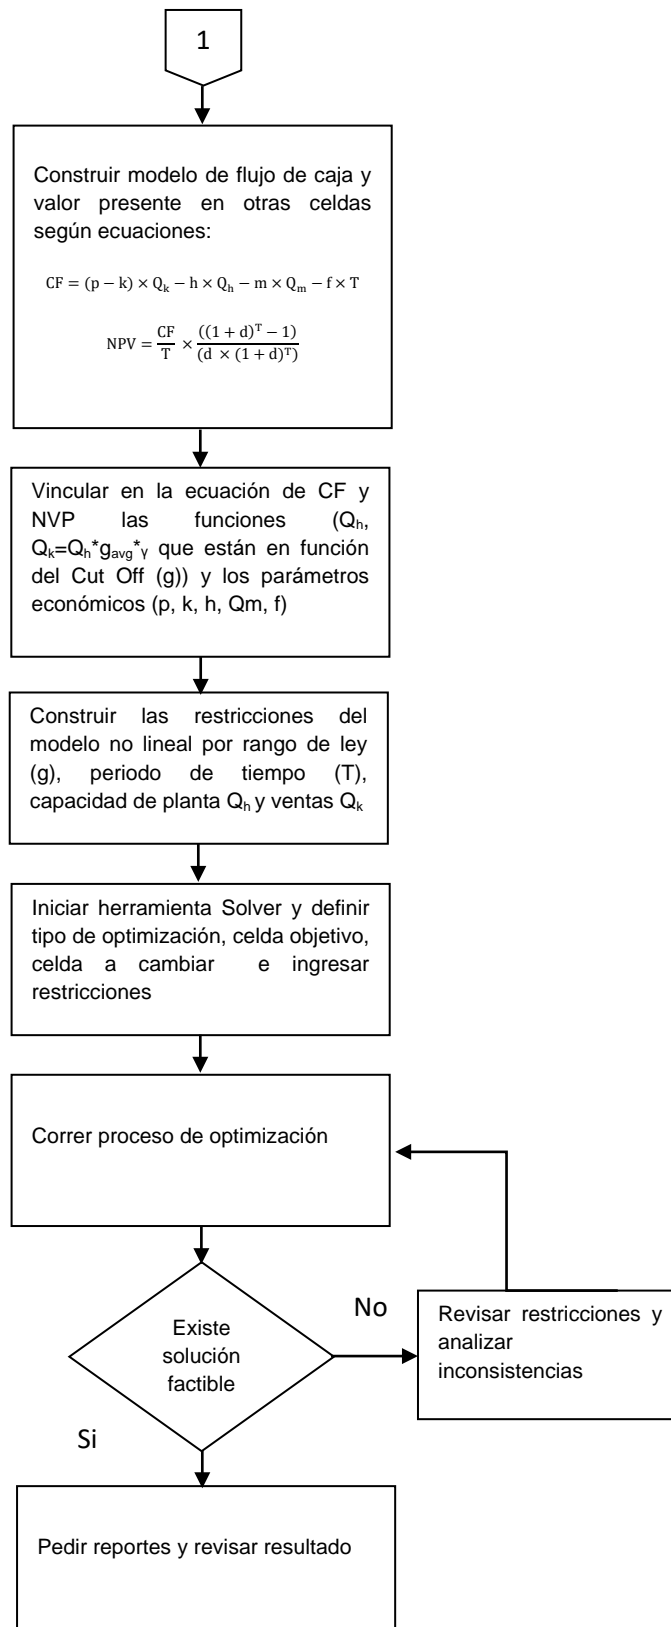 1
Construir modelo de flujo de caja y
valor presente en otras celdas
según ecuaciones:
CF = (p − k) × Qₖ − h × Qₕ − m × Qₘ − f × T
NPV = CF/T × ((1 + d)ᵀ − 1)/(d × (1 + d)ᵀ)
Vincular en la ecuación de CF y
NVP las funciones (Qₕ,
Qₖ=Qₕ*g_avg*γ que están en función
del Cut Off (g)) y los parámetros
económicos (p, k, h, Qm, f)
Construir las restricciones del
modelo no lineal por rango de ley
(g), periodo de tiempo (T),
capacidad de planta Qₕ y ventas Qₖ
Iniciar herramienta Solver y definir
tipo de optimización, celda objetivo,
celda a cambiar e ingresar
restricciones
Correr proceso de optimización
Existe
solución
factible
No
Revisar restricciones y
analizar
inconsistencias
Si
Pedir reportes y revisar resultado